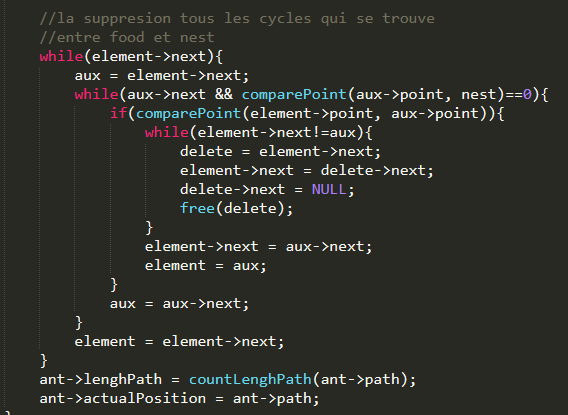 //la suppresion tous les cycles qui se trouve
//entre food et nest
while(element->next){
aux = element->next;
while(aux->next && comparePoint(aux->point, nest)==0){
if(comparePoint(element->point, aux->point)){
while(element->next!=aux){
delete = element->next;
element->next = delete->next;
delete->next = NULL;
free(delete);
}
element->next = aux->next;
element = aux;
}
aux = aux->next;
}
element = element->next;
}
ant->lenghPath = countLenghPath(ant->path);
ant->actualPosition = ant->path;